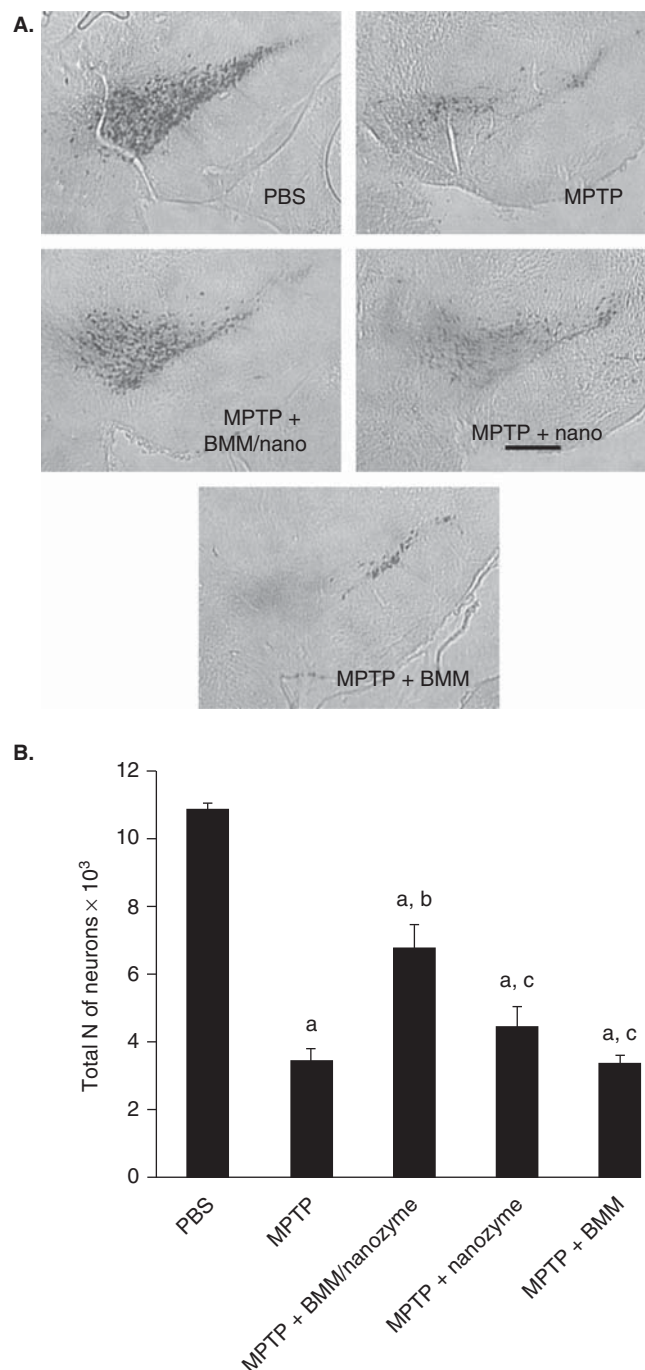 A.
PBS
MPTP
MPTP +
BMM/nano
MPTP + nano
MPTP + BMM
B.
Total N of neurons × 10³
12
10
8
6
4
2
0
a
a, b
a, c
a, c
PBS
MPTP
MPTP + BMM/nanozyme
MPTP + nanozyme
MPTP + BMM